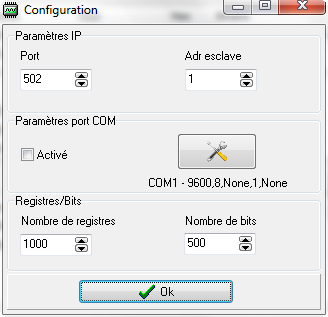 Configuration
Paramètres IP
Port
Adr esclave
502
1
Paramètres port COM
Activé
COM1 - 9600,8,None,1,None
Registres/Bits
Nombre de registres
Nombre de bits
1000
500
Ok